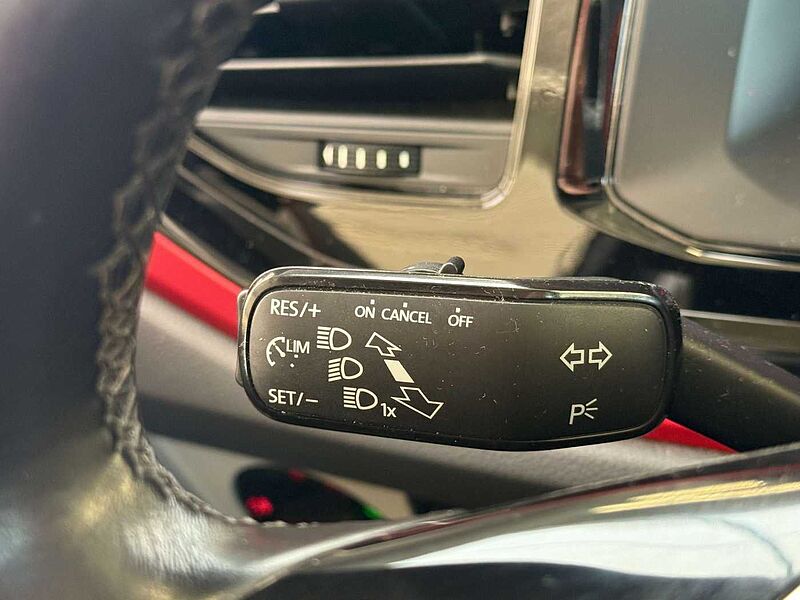 RES/+ ON CANCEL OFF
LIM
SET/- 1x
P